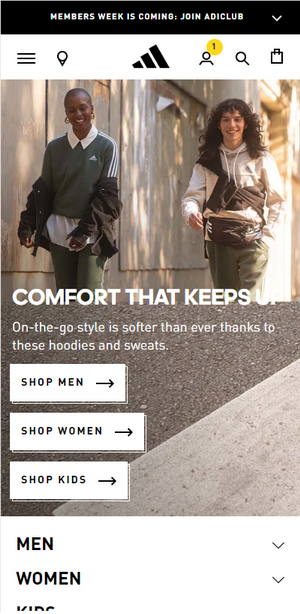 MEMBERS WEEK IS COMING: JOIN ADICLUB
1
COMFORT THAT KEEPS UP
On-the-go style is softer than ever thanks to
these hoodies and sweats.
SHOP MEN
SHOP WOMEN
SHOP KIDS
MEN
WOMEN
KIDS